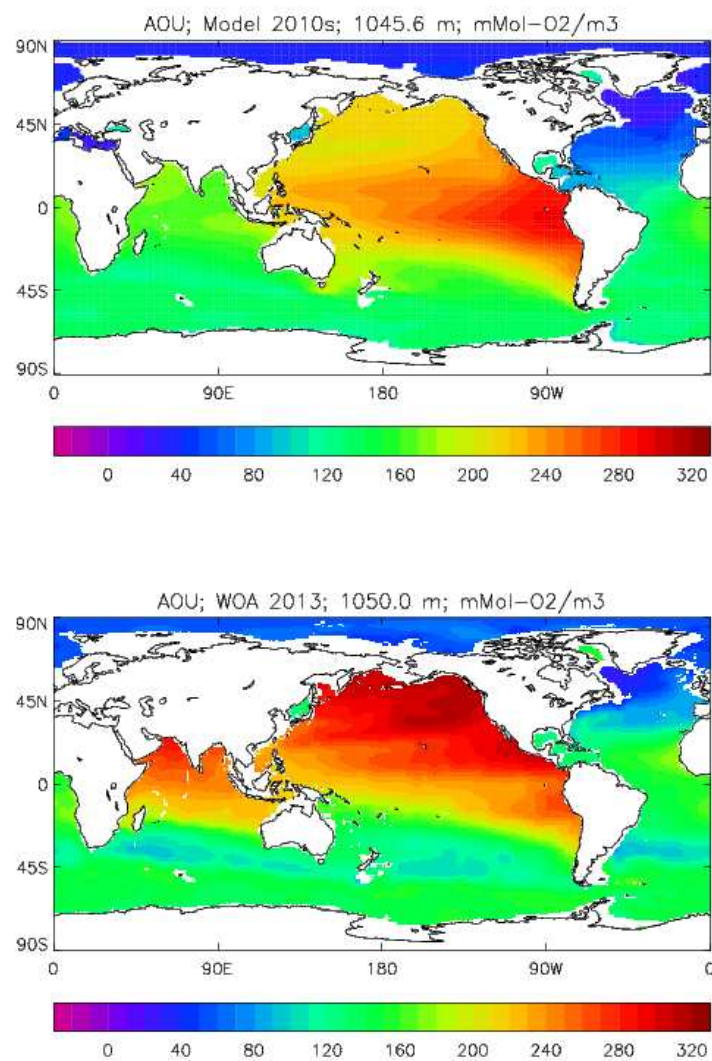 AOU; Model 2010s; 1045.6 m; mMol-O2/m3
90N
45N
0
45S
90S
0 90E 180 90W
0 40 80 120 160 200 240 280 320
AOU; WOA 2013; 1050.0 m; mMol-O2/m3
90N
45N
0
45S
90S
0 90E 180 90W 0
0 40 80 120 160 200 240 280 320